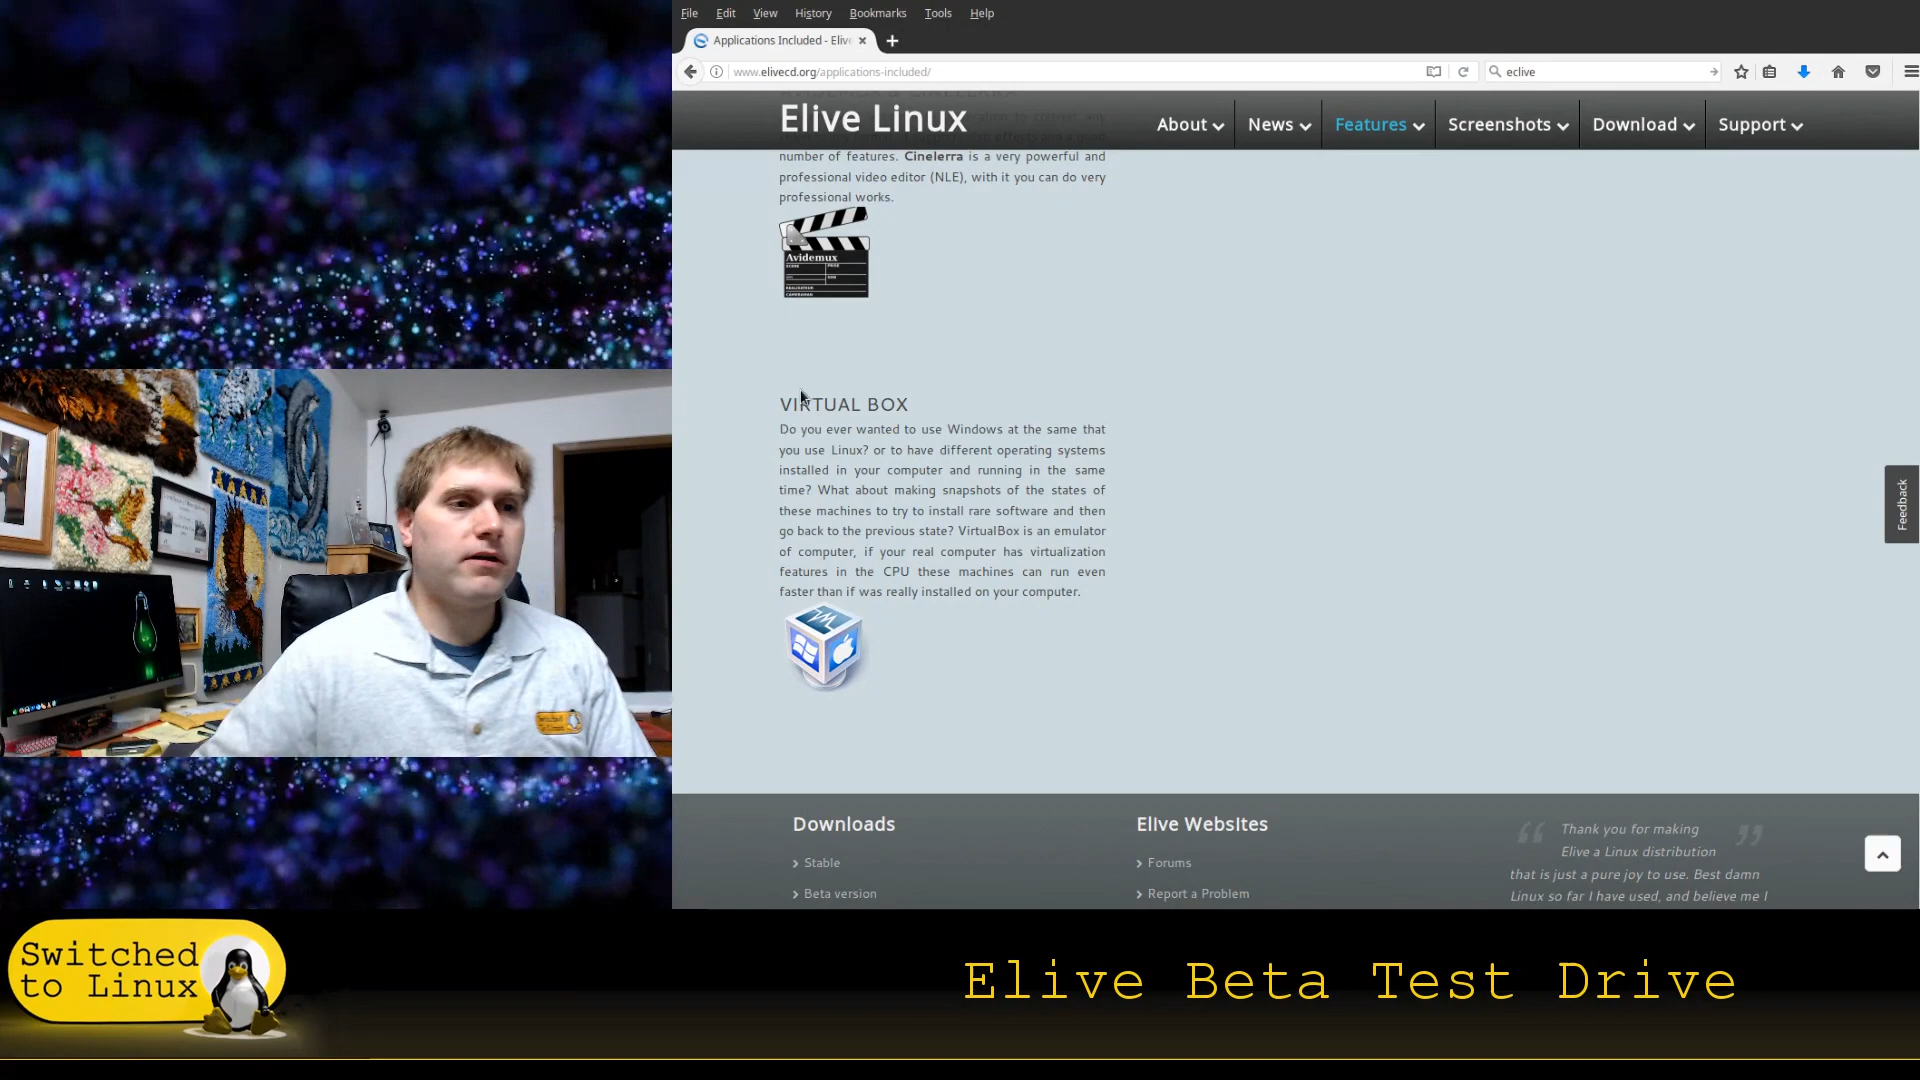 File Edit View History Bookmarks Tools Help
Applications Included - Eliv
www.elivecd.org/applications-included/
eclive
Elive Linux
About
News
Features
Screenshots
Download
Support
number of features. Cinelerra is a very powerful and
professional video editor (NLE), with it you can do very
professional works.
Avidemux
VIRTUAL BOX
Do you ever wanted to use Windows at the same that
you use Linux? or to have different operating systems
installed in your computer and running in the same
time? What about making snapshots of the states of
these machines to try to install rare software and then
go back to the previous state? VirtualBox is an emulator
of computer, if your real computer has virtualization
features in the CPU these machines can run even
faster than if was really installed on your computer.
Feedback
Downloads
Stable
Beta version
Elive Websites
Forums
Report a Problem
Thank you for making
Elive a Linux distribution
that is just a pure joy to use. Best damn
Linux so far I have used, and believe me I
Switched
to Linux
Elive Beta Test Drive